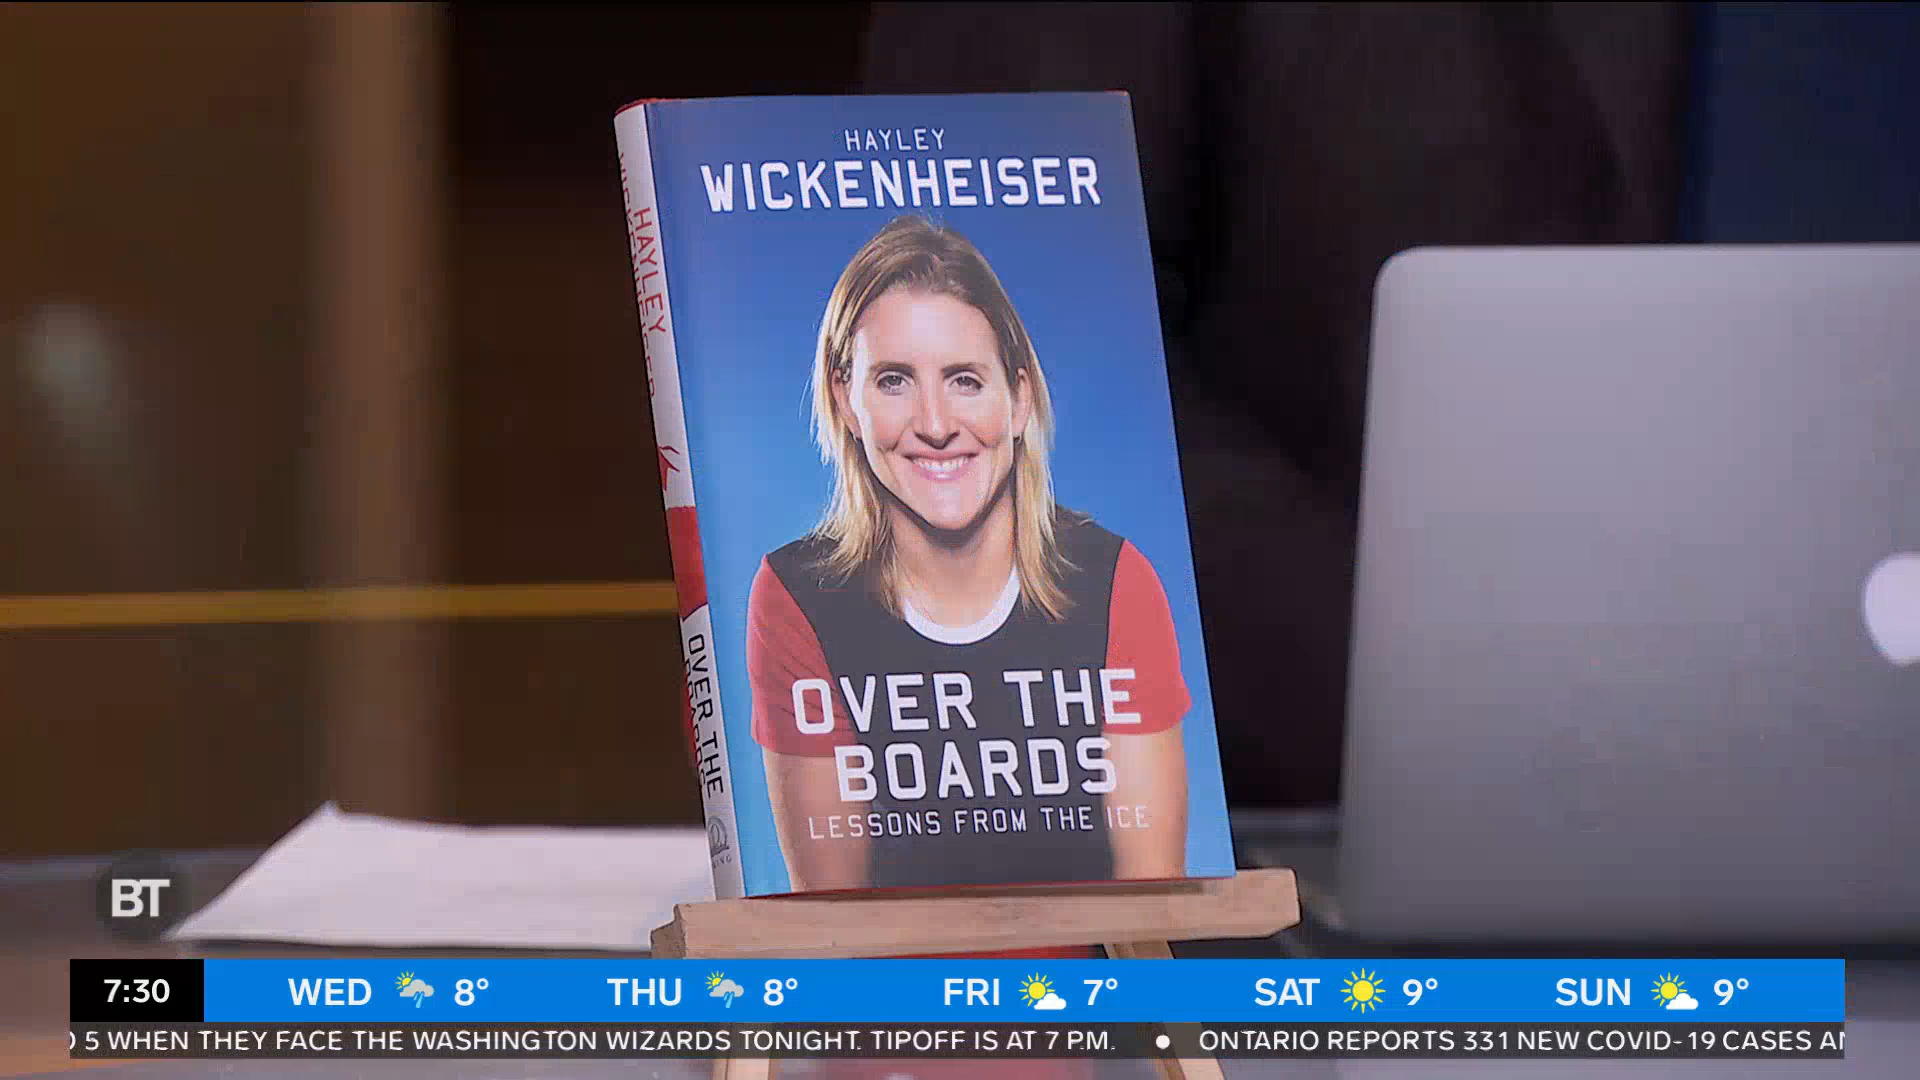 HAYLEY
WICKENHEISER
HAYLEY
WICKENHEISER
OVER THE
BOARDS
LESSONS FROM THE ICE
OVER THE
BOARDS
BT
7:30 WED 8° THU 8° FRI 7° SAT 9° SUN 9°
5 WHEN THEY FACE THE WASHINGTON WIZARDS TONIGHT. TIPOFF IS AT 7 P.M. • ONTARIO REPORTS 331 NEW COVID-19 CASES